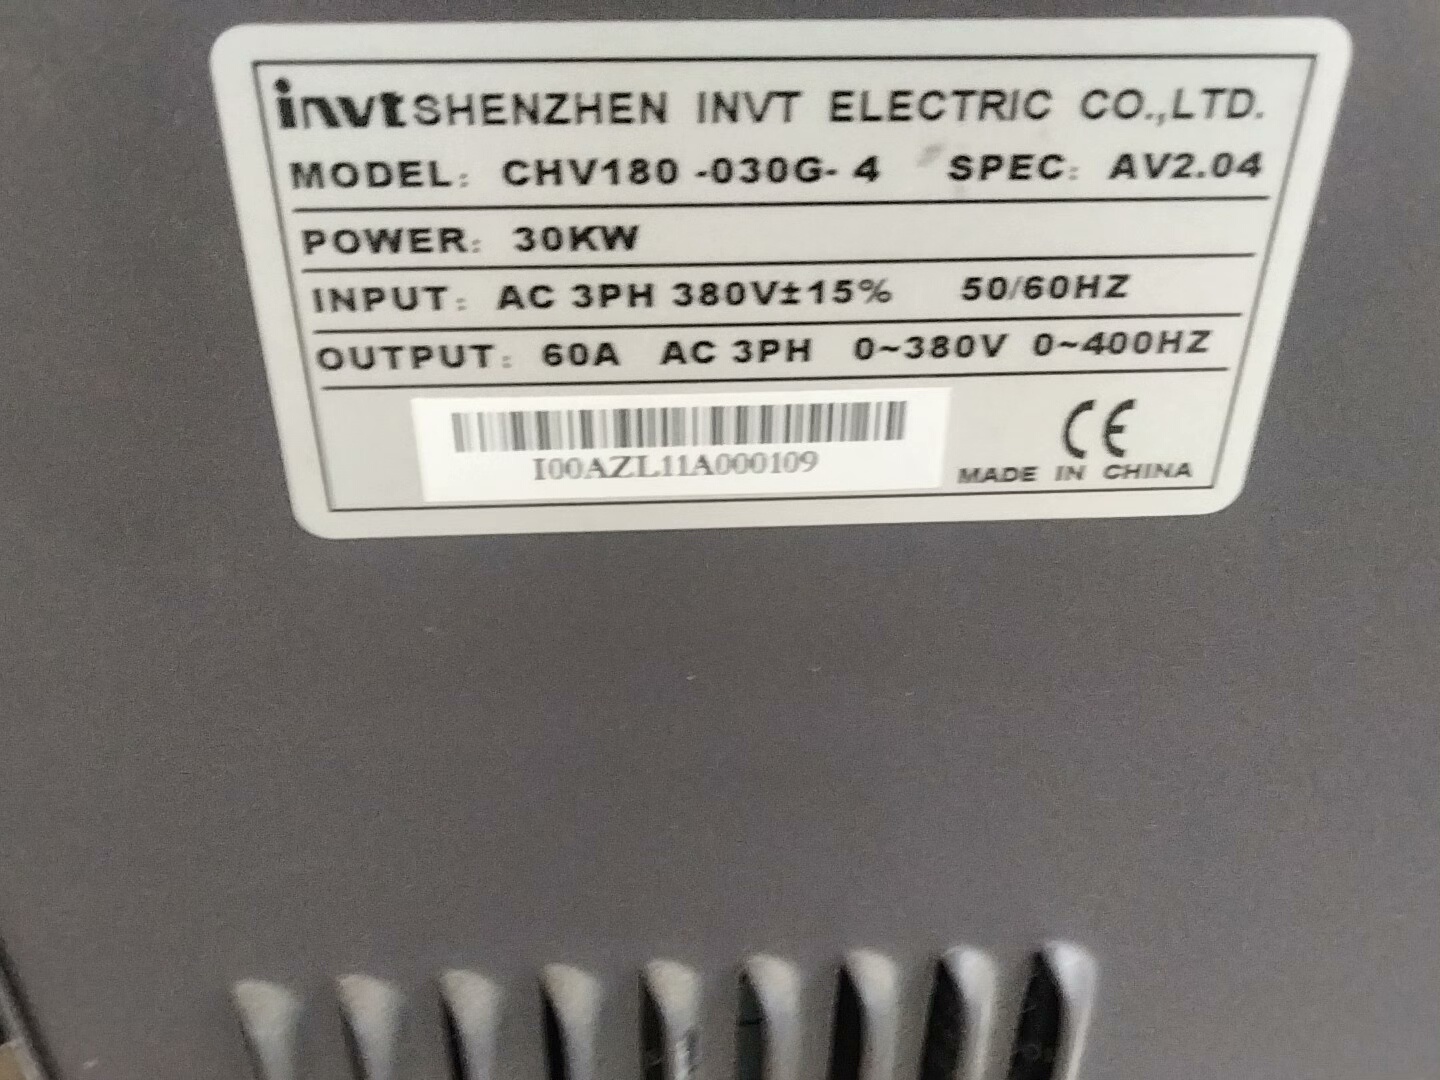 invt SHENZHEN INVT ELECTRIC CO.,LTD.
MODEL: CHV180 -030G- 4 SPEC: AV2.04
POWER: 30KW
INPUT: AC 3PH 380V±15% 50/60HZ
OUTPUT: 60A AC 3PH 0~380V 0~400HZ
I00AZL11A000109
CE
MADE IN CHINA